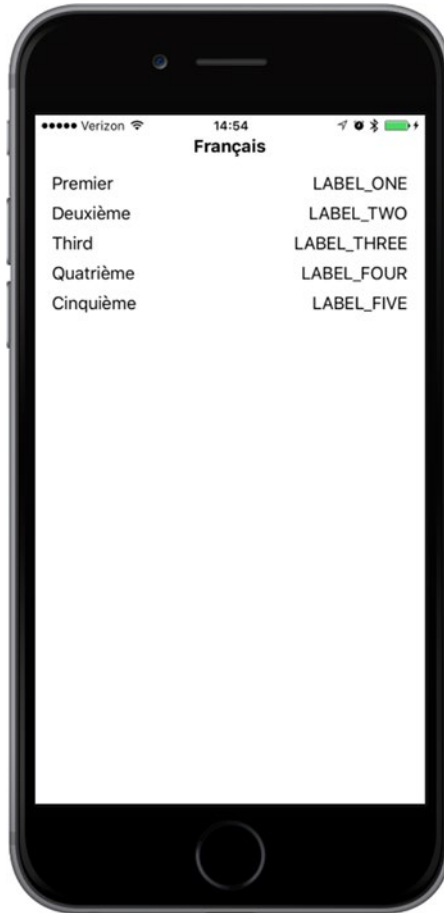 Verizon 14:54
Français
Premier LABEL_ONE
Deuxième LABEL_TWO
Third LABEL_THREE
Quatrième LABEL_FOUR
Cinquième LABEL_FIVE